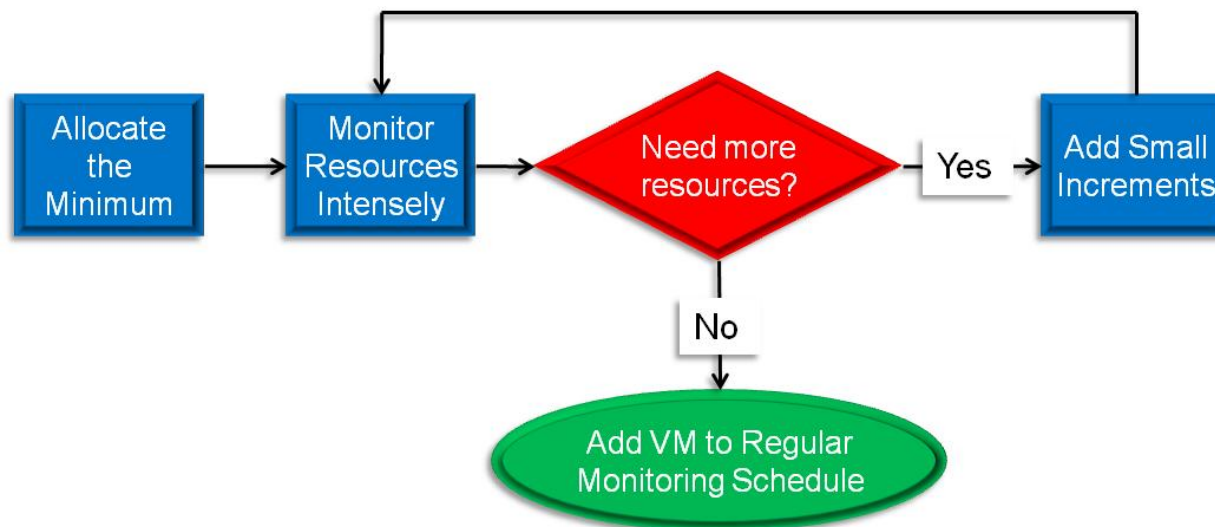 Allocate
the
Minimum
Monitor
Resources
Intensely
Need more
resources?
Yes
Add Small
Increments
No
Add VM to Regular
Monitoring Schedule